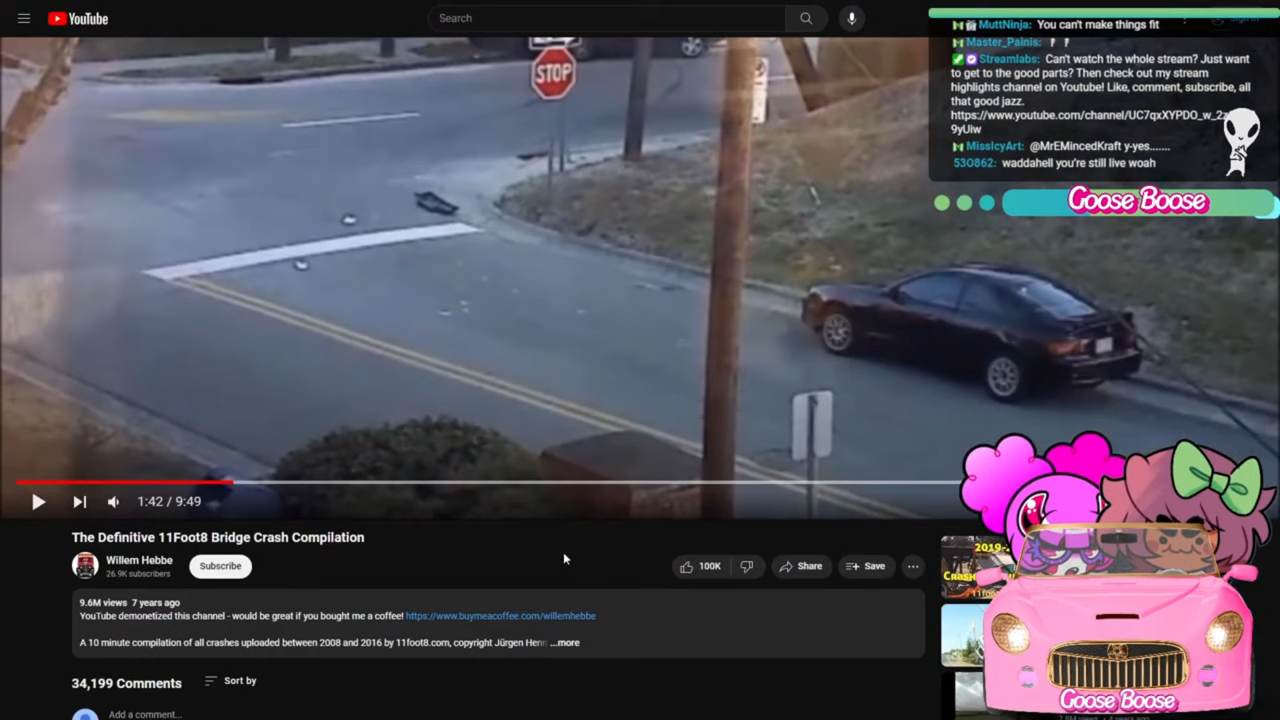 YouTube
Search
STOP
MuttNinja: You can't make things fit
Master_Painis:
Streamlabs: Can't watch the whole stream? Just want
to get to the good parts? Then check out my stream
highlights channel on Youtube! Like, comment, subscribe, all
that good jazz.
https://www.youtube.com/channel/UC7qxXYPDO_w_2z
9yUiw
MissIcyArt: @MrEMincedKraft y-yes.......
530862: waddahell you're still live woah
Goose Boose
1:42 / 9:49
The Definitive 11Foot8 Bridge Crash Compilation
Willem Hebbe
26.9K subscribers
Subscribe
100K
Share
Save
9.6M views 7 years ago
YouTube demonetized this channel - would be great if you bought me a coffee! https://www.buymeacoffee.com/willemhebbe
A 10 minute compilation of all crashes uploaded between 2008 and 2016 by 11foot8.com, copyright Jürgen Henn ...more
34,199 Comments
Sort by
Add a comment...
2019-
Goose Boose